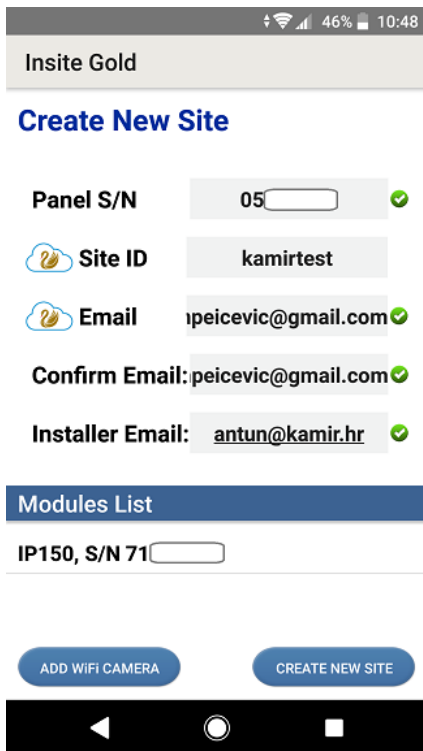 46% 10:48
Insite Gold
Create New Site
Panel S/N 05
Site ID kamirtest
Email peicevic@gmail.com
Confirm Email: peicevic@gmail.com
Installer Email: antun@kamir.hr
Modules List
IP150, S/N 71
ADD WiFi CAMERA CREATE NEW SITE